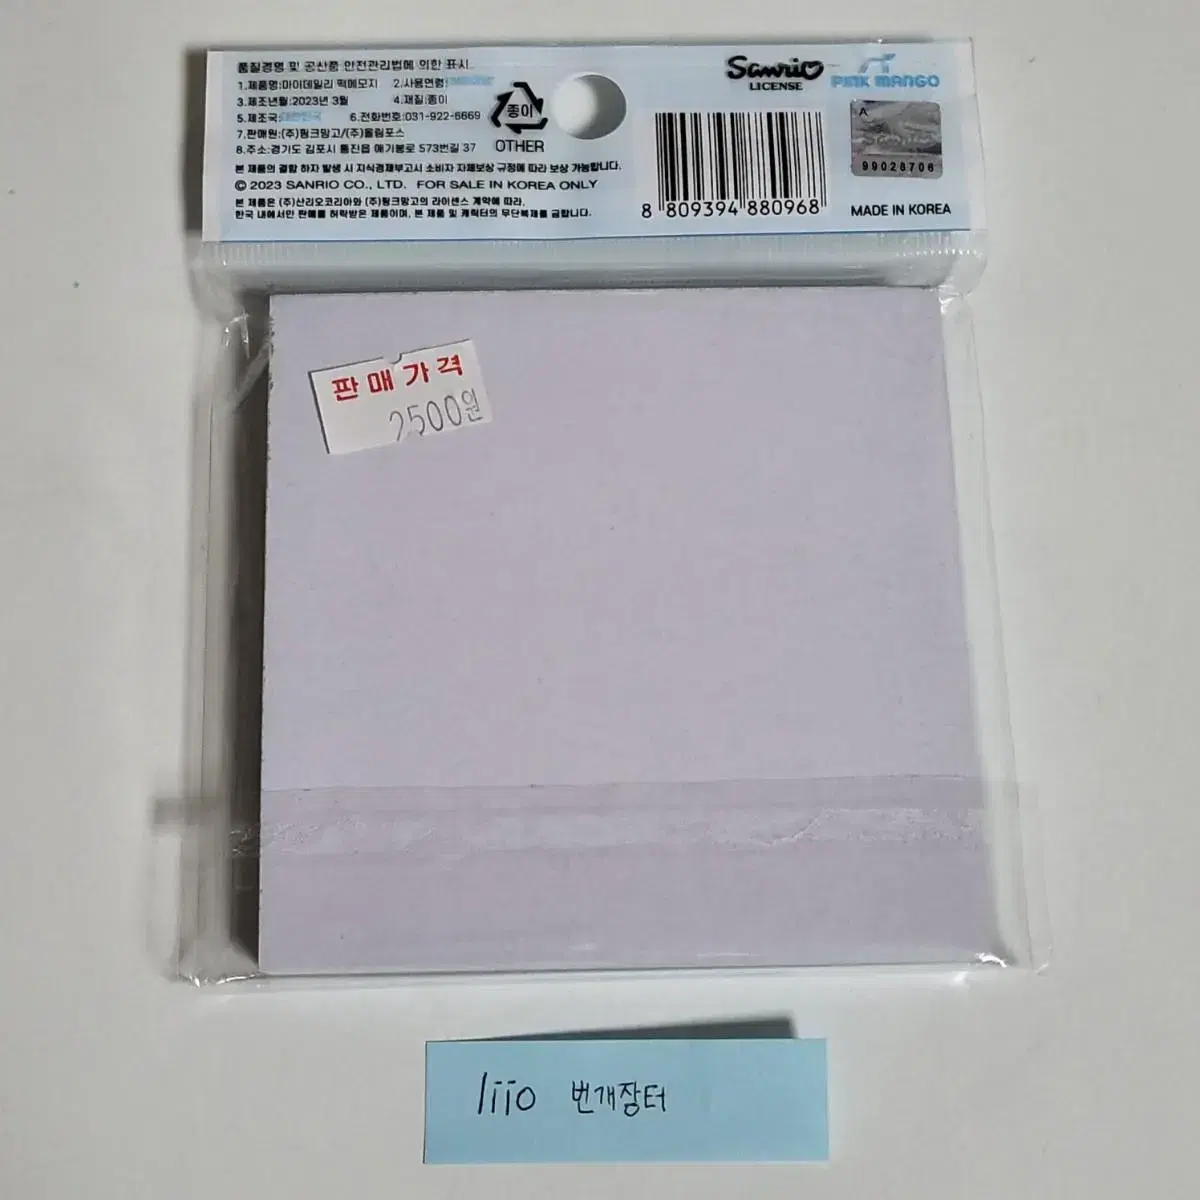 품질경영 및 공산품 안전관리법에 의한 표시
1.제품명:마이데일리 떡메모지 2.사용연령:
3.제조년월:2023년 3월 4.재질:종이
5.제조국:대한민국 6.전화번호:031-922-6669
7.판매원:(주)핑크망고/(주)올림포스
8.주소:경기도 김포시 통진읍 애기봉로 573번길 37
본 제품의 결함 하자 발생 시 지식경제부고시 소비자 자체보상 규정에 따라 보상 가능합니다.
© 2023 SANRIO CO., LTD. FOR SALE IN KOREA ONLY
본 제품은 (주)산리오코리아와 (주)핑크망고의 라이센스 계약에 따라,
한국 내에서만 판매를 허락받은 제품이며, 본 제품 및 캐릭터의 무단복제를 금합니다.
종이
OTHER
Sanrio
LICENSE
PINK MANGO
A
Sanrio
99028706
8 809394 880968
MADE IN KOREA
판매가격
2500원
liio 번개장터